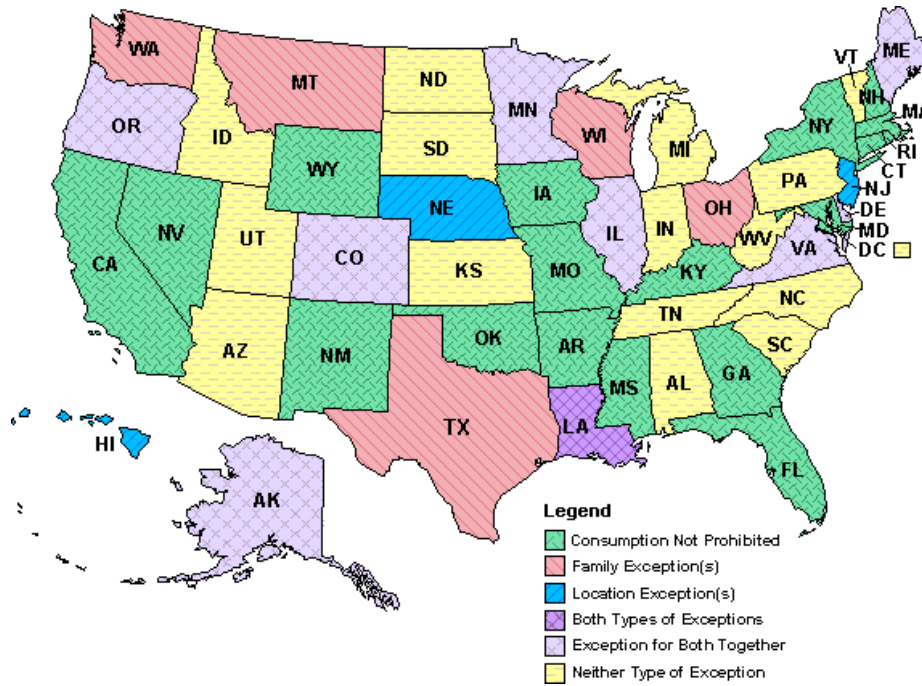 WA
ME
VT
MT
ND
MN
NH
OR
MA
ID
WI
NY
SD
RI
MI
CT
WY
PA
NJ
IA
NE
OH
DE
IL
IN
MD
NV
UT
WV
VA
DC
CO
CA
KS
MO
KY
NC
TN
AZ
OK
NM
AR
SC
GA
MS
AL
TX
LA
HI
FL
AK
Legend
Consumption Not Prohibited
Family Exception(s)
Location Exception(s)
Both Types of Exceptions
Exception for Both Together
Neither Type of Exception